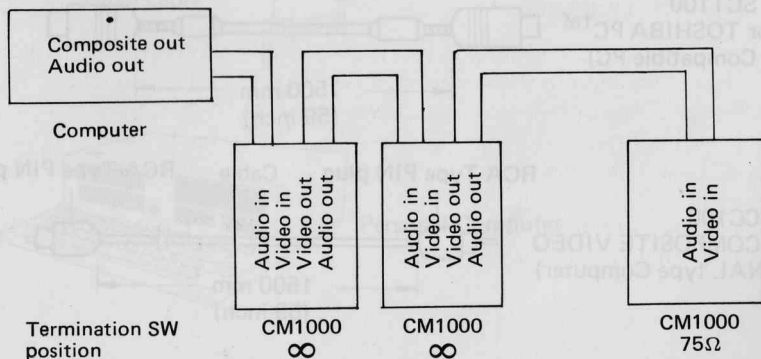 Composite out
Audio out
Computer
Audio in
Video in
Video out
Audio out
Audio in
Video in
Video out
Audio out
Audio in
Video in
Termination SW
position
CM1000
∞
CM1000
∞
CM1000
75Ω